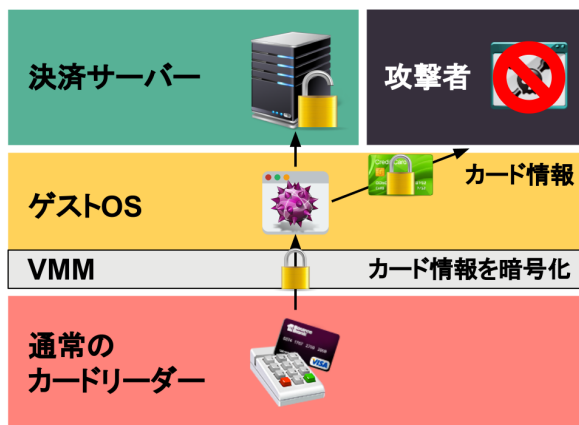 決済サーバー
攻撃者
カード情報
ゲストOS
VMM
カード情報を暗号化
通常の
カードリーダー
VISA